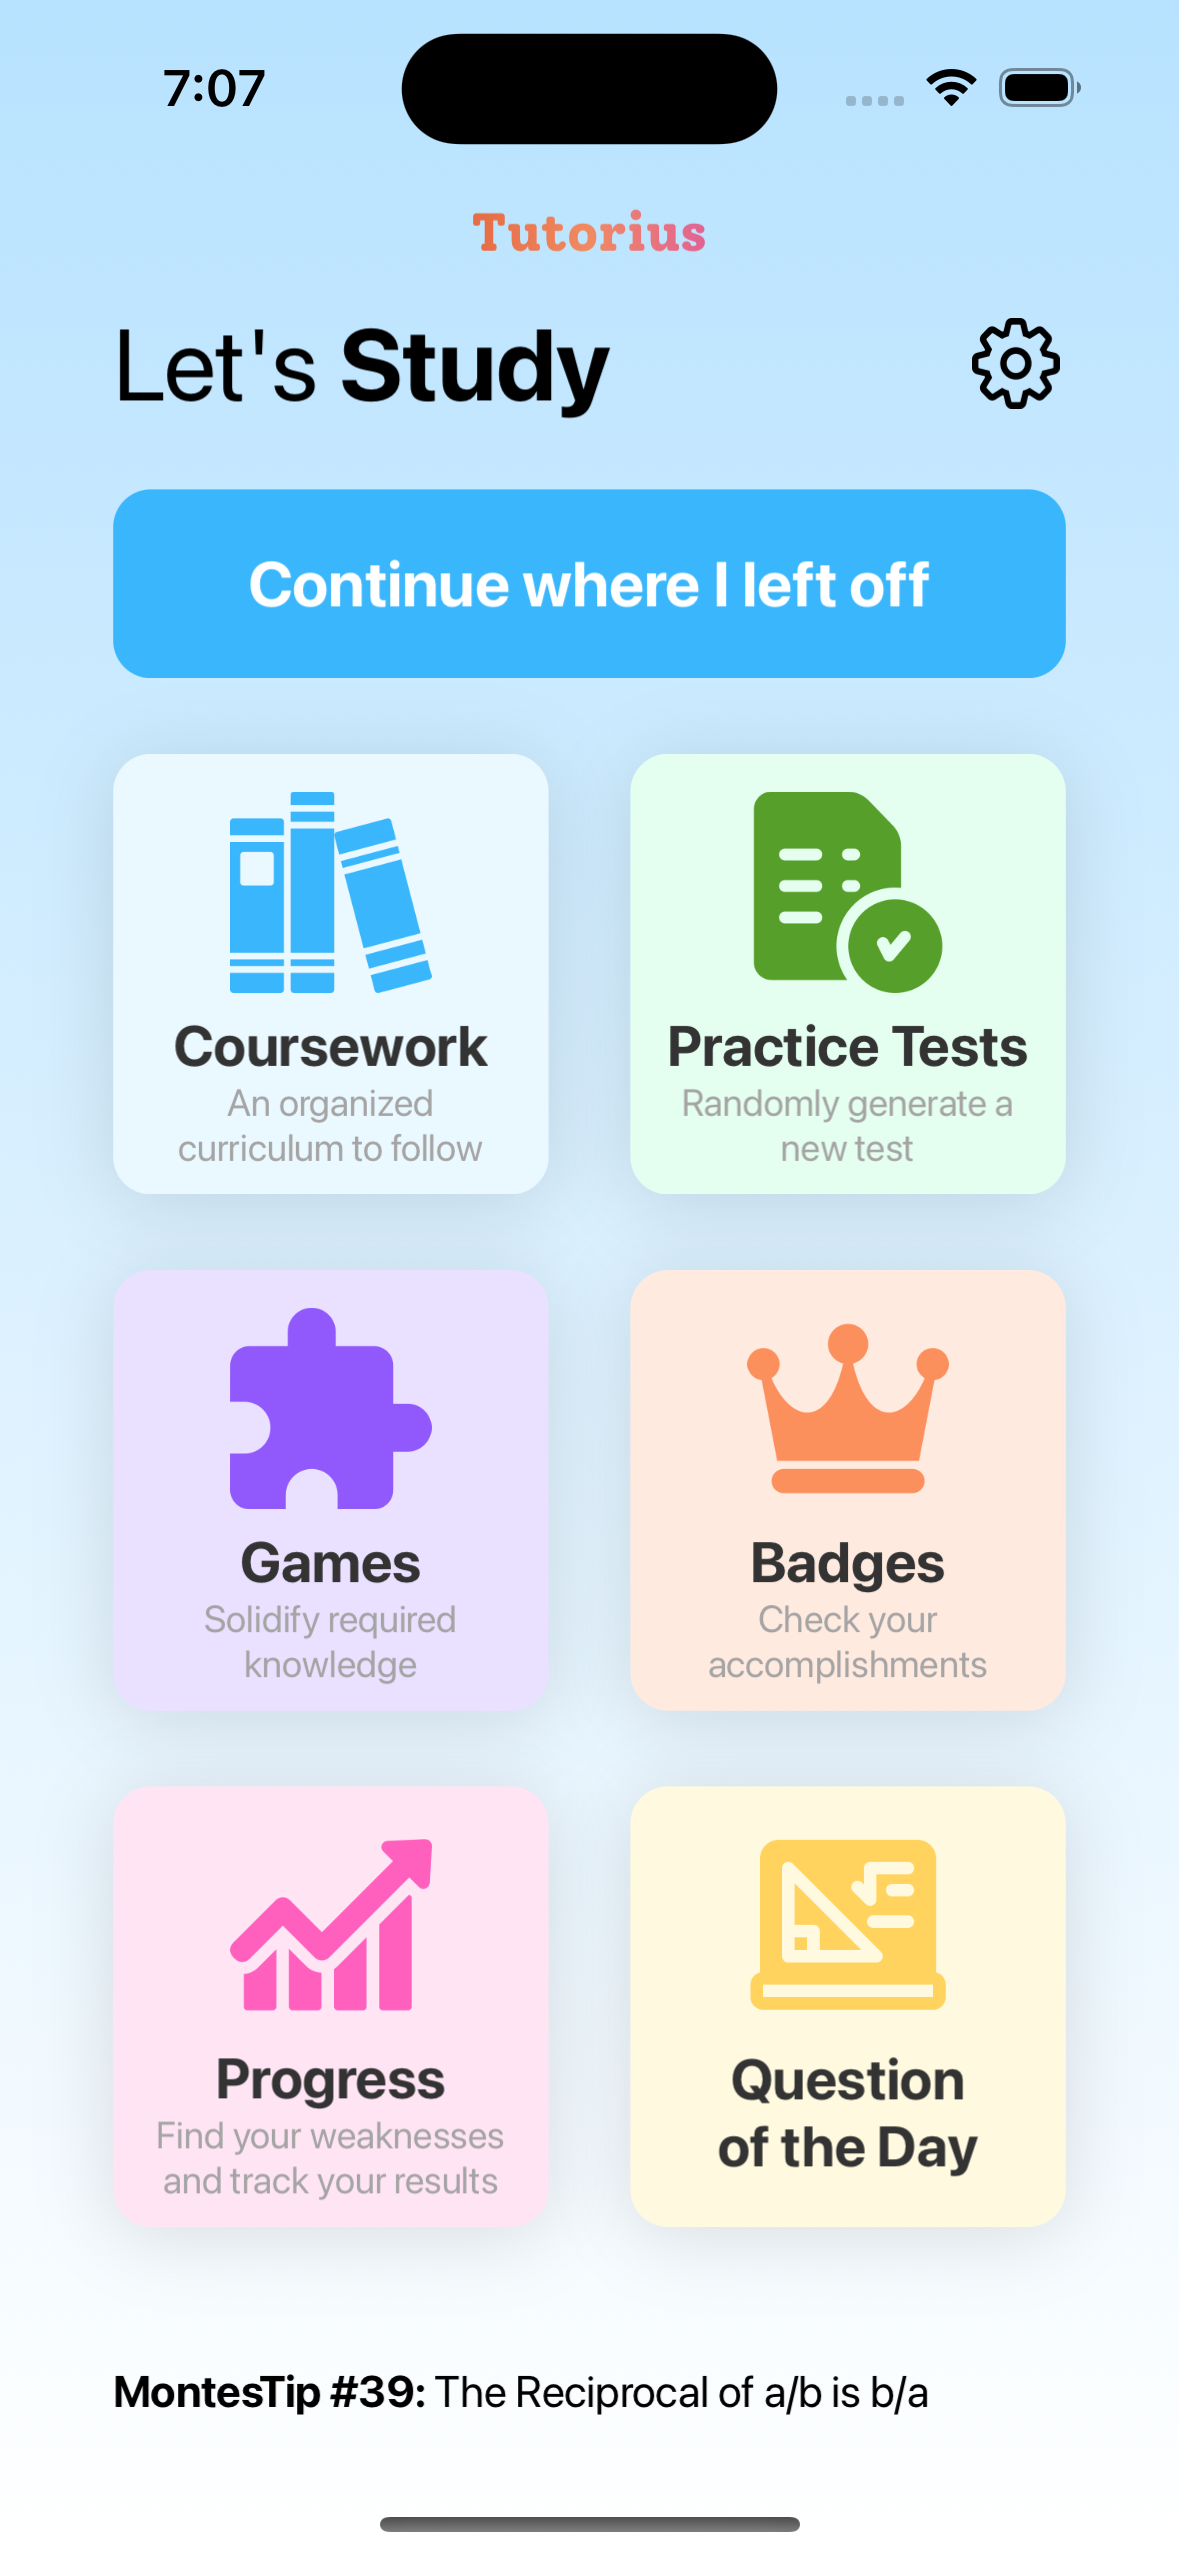 7:07
Tutorius
Let's Study
Continue where I left off
Coursework
An organized
curriculum to follow
Practice Tests
Randomly generate a
new test
Games
Solidify required
knowledge
Badges
Check your
accomplishments
Progress
Find your weaknesses
and track your results
Question
of the Day
MontesTip #39: The Reciprocal of a/b is b/a